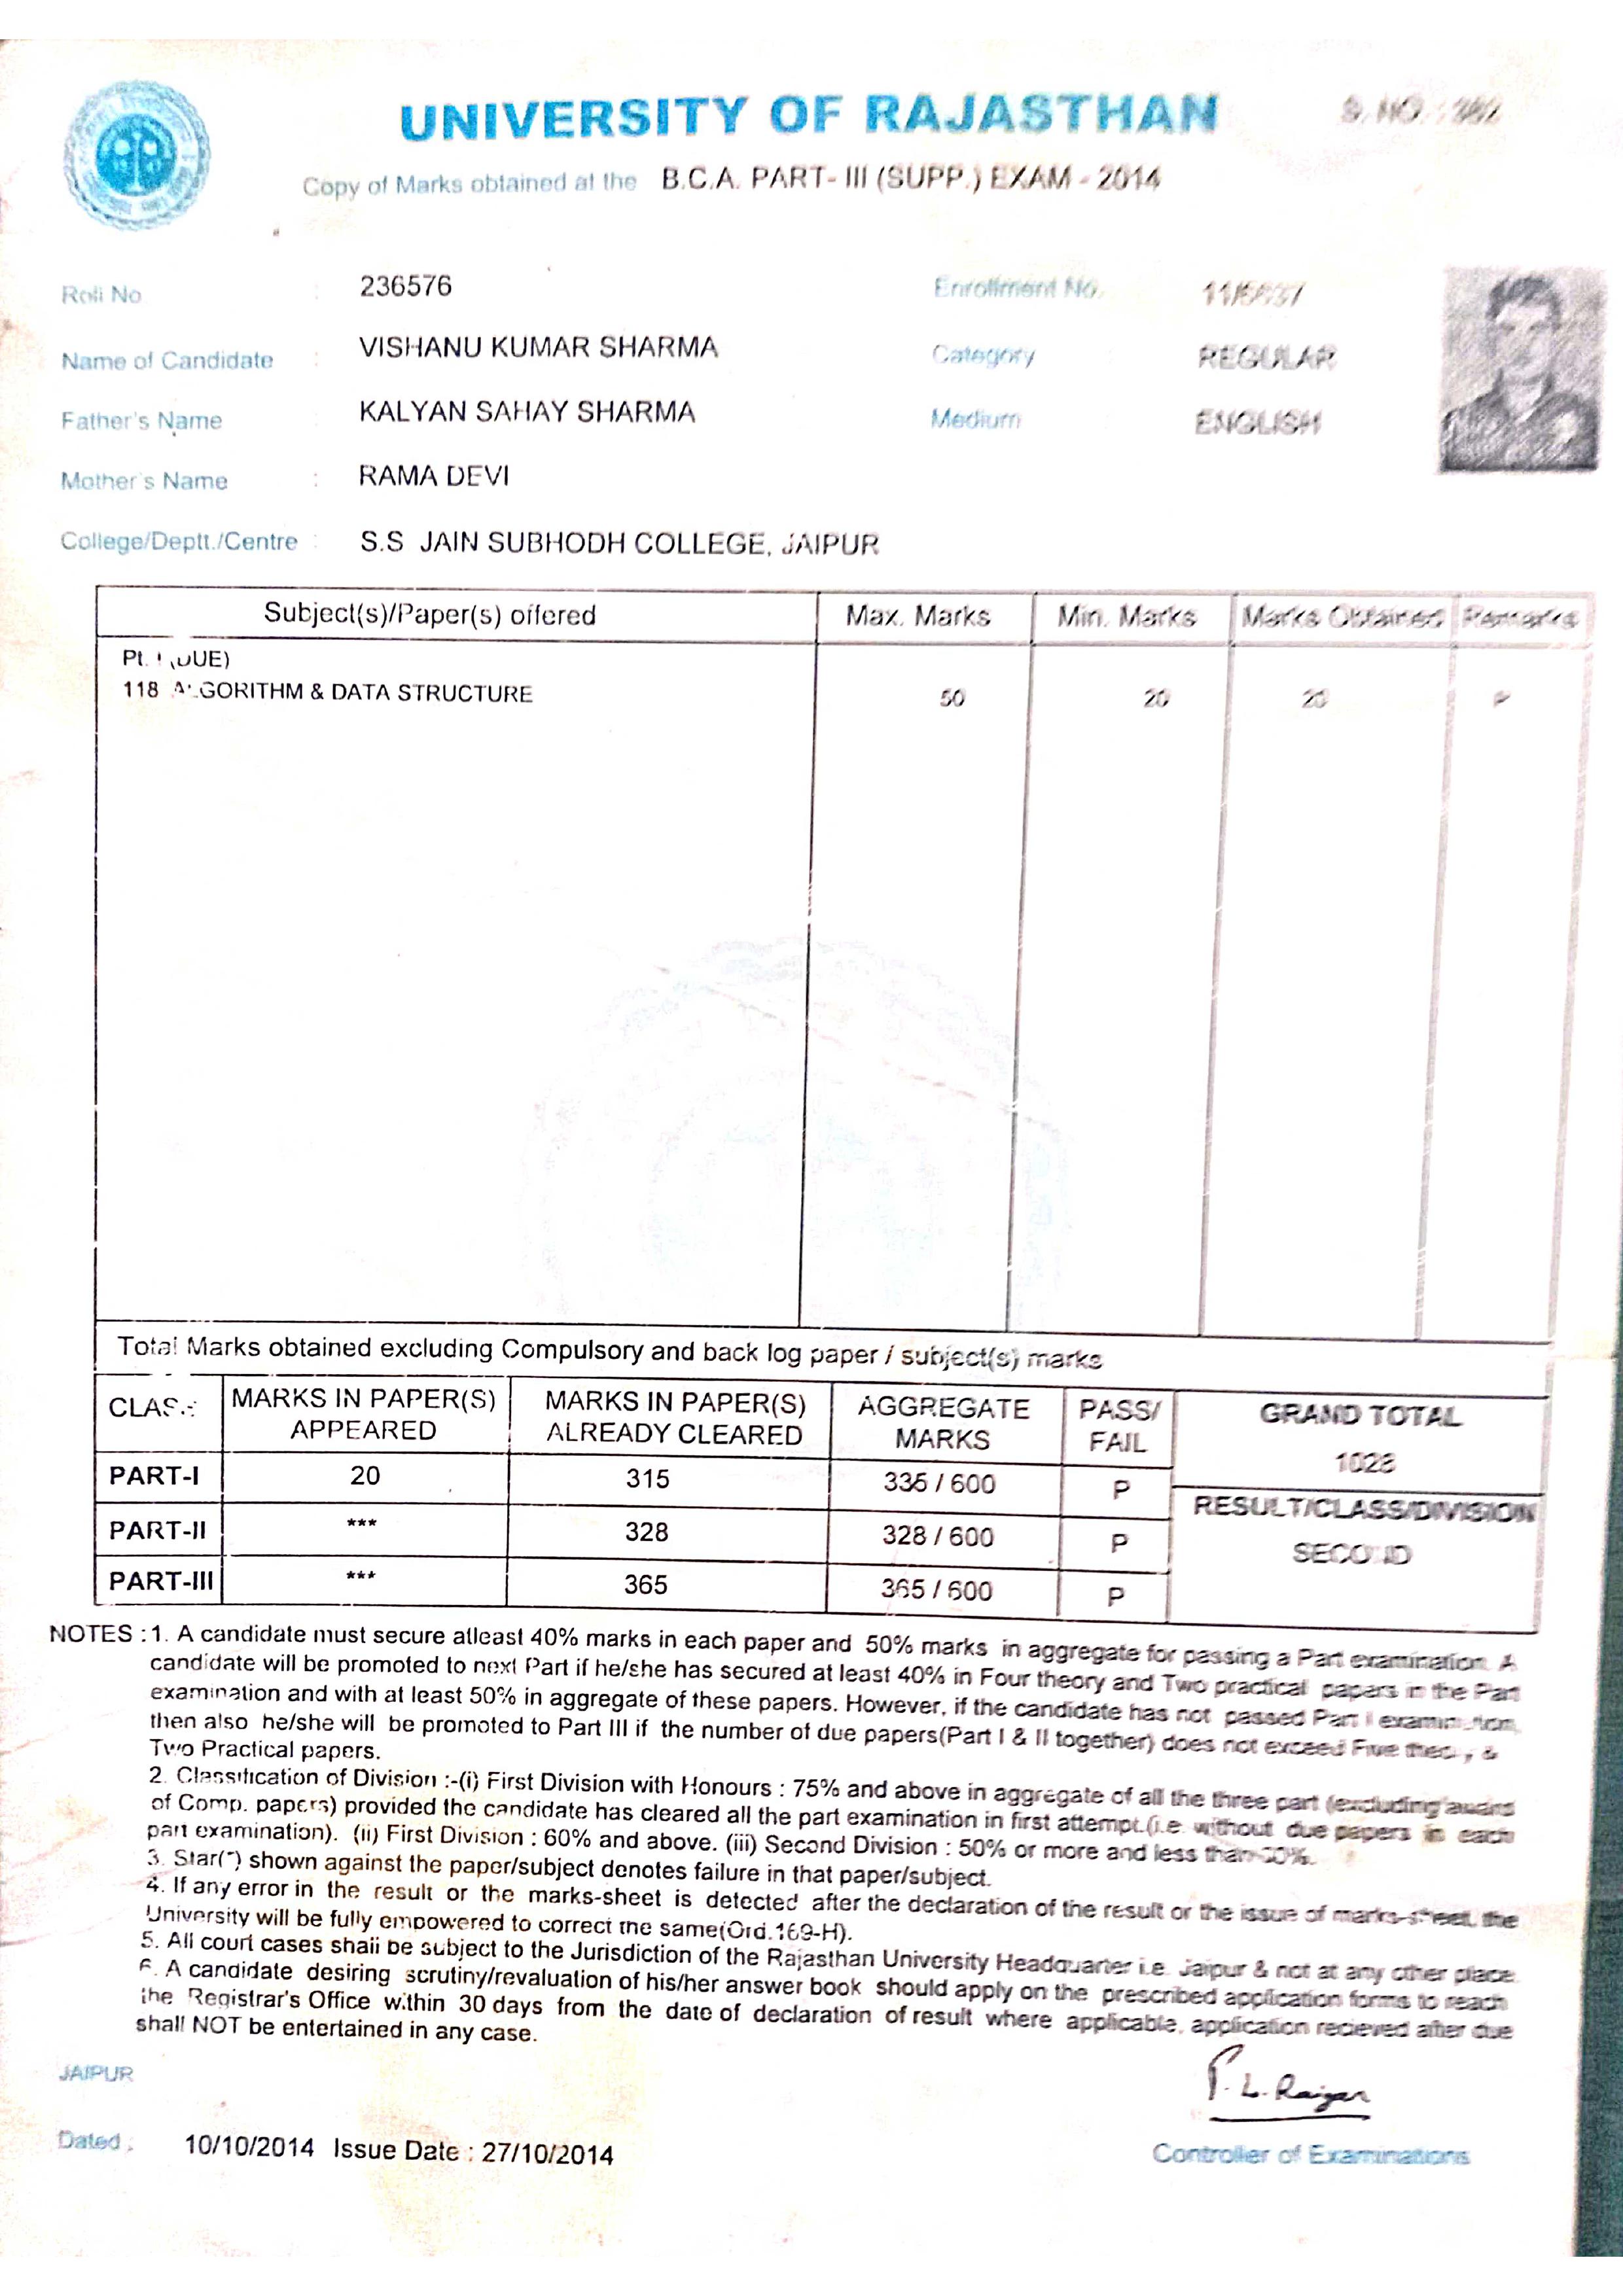 UNIVERSITY OF RAJASTHAN
S. NO. : 382
Copy of Marks obtained at the B.C.A. PART- III (SUPP.) EXAM - 2014
Roll No : 236576
Enrollment No.
Name of Candidate : VISHANU KUMAR SHARMA
Category : REGULAR
Father's Name : KALYAN SAHAY SHARMA
Medium : ENGLISH
Mother's Name : RAMA DEVI
College/Deptt./Centre : S.S JAIN SUBHODH COLLEGE, JAIPUR
Subject(s)/Paper(s) offered Max. Marks Min. Marks Marks Obtained Remarks
Pt. I (DUE)
118 ALGORITHM & DATA STRUCTURE 50 20 20 P
Total Marks obtained excluding Compulsory and back log paper / subject(s) marks
CLASS MARKS IN PAPER(S) APPEARED MARKS IN PAPER(S) ALREADY CLEARED AGGREGATE MARKS PASS/ FAIL GRAND TOTAL
1028
PART-I 20 315 335 / 600 P
RESULT/CLASS/DIVISION
SECOND
PART-II *** 328 328 / 600 P
PART-III *** 365 365 / 600 P
NOTES : 1. A candidate must secure atleast 40% marks in each paper and 50% marks in aggregate for passing a Part examination. A
candidate will be promoted to next Part if he/she has secured at least 40% in Four theory and Two practical papers in the Part
examination and with at least 50% in aggregate of these papers. However, if the candidate has not passed Part I examination,
then also he/she will be promoted to Part III if the number of due papers(Part I & II together) does not exceed Five theory &
Two Practical papers.
2. Classification of Division :-(i) First Division with Honours : 75% and above in aggregate of all the three part (excluding awards
of Comp. papers) provided the candidate has cleared all the part examination in first attempt.(i.e. without due papers in each
part examination). (ii) First Division : 60% and above. (iii) Second Division : 50% or more and less than 60%.
3. Star(*) shown against the paper/subject denotes failure in that paper/subject.
4. If any error in the result or the marks-sheet is detected after the declaration of the result or the issue of marks-sheet, the
University will be fully empowered to correct the same(Ord.169-H).
5. All court cases shall be subject to the Jurisdiction of the Rajasthan University Headquarter i.e. Jaipur & not at any other place.
6. A candidate desiring scrutiny/revaluation of his/her answer book should apply on the prescribed application forms to reach
the Registrar's Office within 30 days from the date of declaration of result where applicable, application recieved after due
shall NOT be entertained in any case.
JAIPUR
P. L. Raigar
Dated : 10/10/2014 Issue Date : 27/10/2014
Controller of Examinations